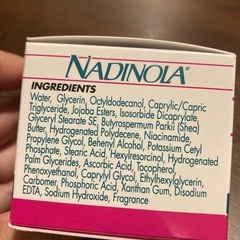 NADINOLA®
INGREDIENTS
Water, Glycerin, Octyldodecanol, Caprylic/Capric
Triglyceride, Jojoba Esters, Isosorbide Dicaprylate,
Glyceryl Stearate SE, Butyrospermum Parkii (Shea)
Butter, Hydrogenated Polydecene, Niacinamide,
Propylene Glycol, Behenyl Alcohol, Potassium Cetyl
Phosphate, Stearic Acid, Hexylresorcinol, Hydrogenated
Palm Glycerides, Ascorbic Acid, Tocopherol,
Phenoxyethanol, Caprylyl Glycol, Ethylhexylglycerin,
Carbomer, Phosphoric Acid, Xanthan Gum, Disodium
EDTA, Sodium Hydroxide, Fragrance